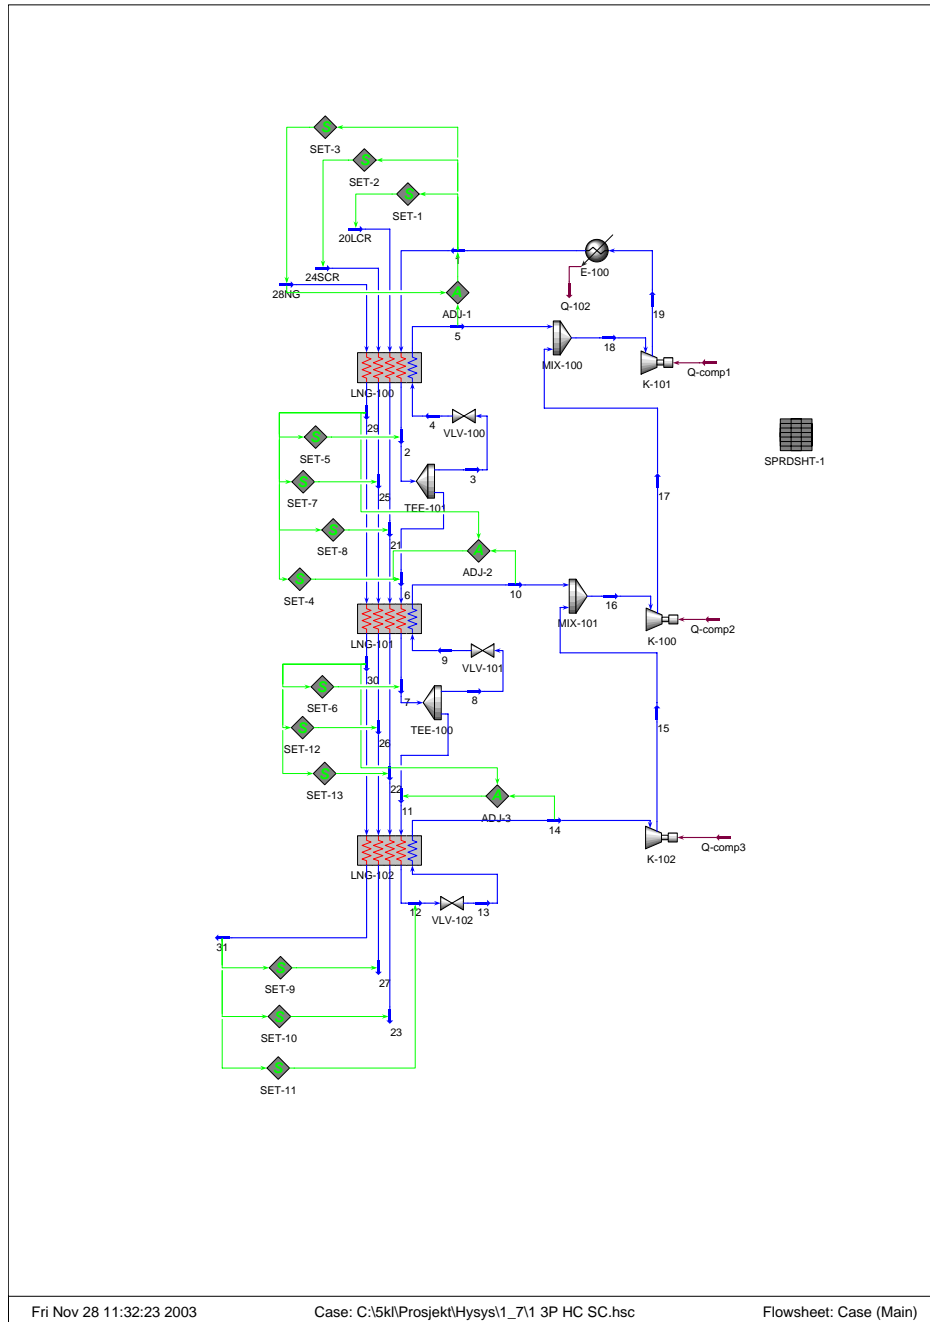 SET-3
SET-2
SET-1
20LCR
1
E-100
24SCR
28NG
Q-102
19
ADJ-1
5
18
MIX-100
Q-comp1
K-101
LNG-100
4
VLV-100
29
SET-5
2
3
SPRDSHT-1
SET-7
17
25
TEE-101
SET-8
21
ADJ-2
SET-4
6
10
16
MIX-101
Q-comp2
K-100
LNG-101
9
VLV-101
30
SET-6
7
8
SET-12
TEE-100
15
26
SET-13
22
11
ADJ-3
14
Q-comp3
K-102
LNG-102
12
VLV-102
13
31
SET-9
27
SET-10
23
SET-11
Fri Nov 28 11:32:23 2003 Case: C:\5kl\Prosjekt\Hysys\1_7\1 3P HC SC.hsc Flowsheet: Case (Main)